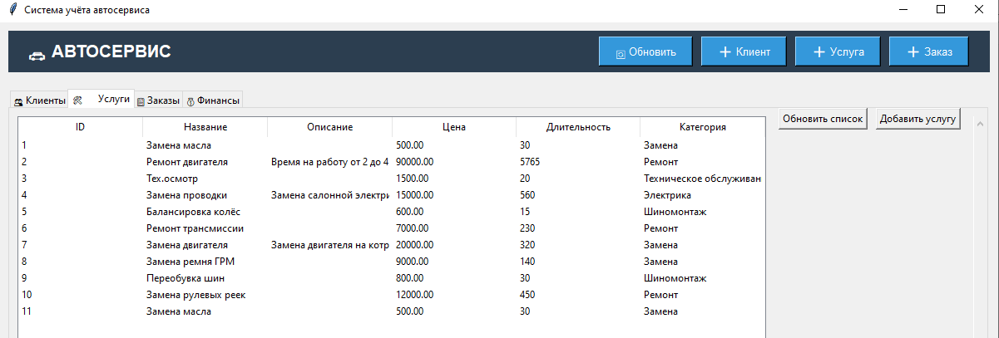 Система учёта автосервиса
АВТОСЕРВИС
Обновить + Клиент + Услуга + Заказ
Клиенты Услуги Заказы Финансы
Обновить список Добавить услугу
ID Название Описание Цена Длительность Категория
1 Замена масла 500.00 30 Замена
2 Ремонт двигателя Время на работу от 2 до 4 90000.00 5765 Ремонт
3 Тех.осмотр 1500.00 20 Техническое обслуживан
4 Замена проводки Замена салонной электри 15000.00 560 Электрика
5 Балансировка колёс 600.00 15 Шиномонтаж
6 Ремонт трансмиссии 7000.00 230 Ремонт
7 Замена двигателя Замена двигателя на котр 20000.00 320 Замена
8 Замена ремня ГРМ 9000.00 140 Замена
9 Переобувка шин 800.00 30 Шиномонтаж
10 Замена рулевых реек 12000.00 450 Ремонт
11 Замена масла 500.00 30 Замена